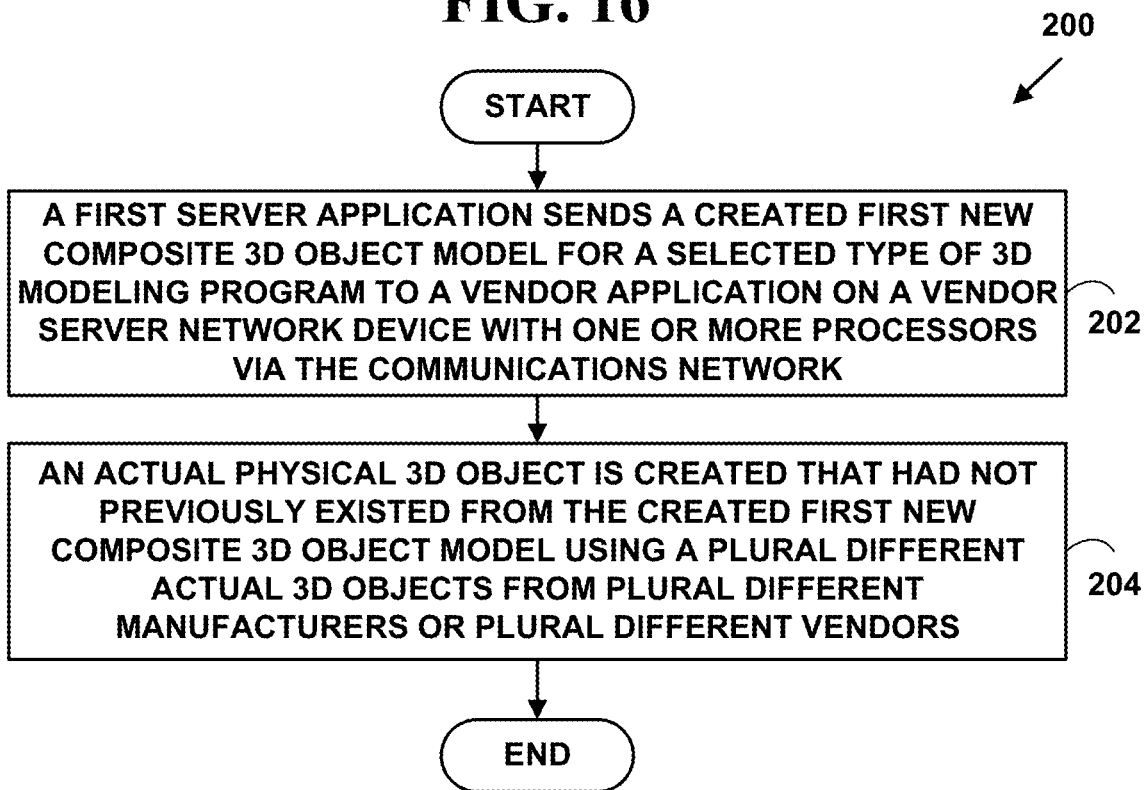 FIG. 16
200
START
A FIRST SERVER APPLICATION SENDS A CREATED FIRST NEW
COMPOSITE 3D OBJECT MODEL FOR A SELECTED TYPE OF 3D
MODELING PROGRAM TO A VENDOR APPLICATION ON A VENDOR
SERVER NETWORK DEVICE WITH ONE OR MORE PROCESSORS
VIA THE COMMUNICATIONS NETWORK
202
AN ACTUAL PHYSICAL 3D OBJECT IS CREATED THAT HAD NOT
PREVIOUSLY EXISTED FROM THE CREATED FIRST NEW
COMPOSITE 3D OBJECT MODEL USING A PLURAL DIFFERENT
ACTUAL 3D OBJECTS FROM PLURAL DIFFERENT
MANUFACTURERS OR PLURAL DIFFERENT VENDORS
204
END